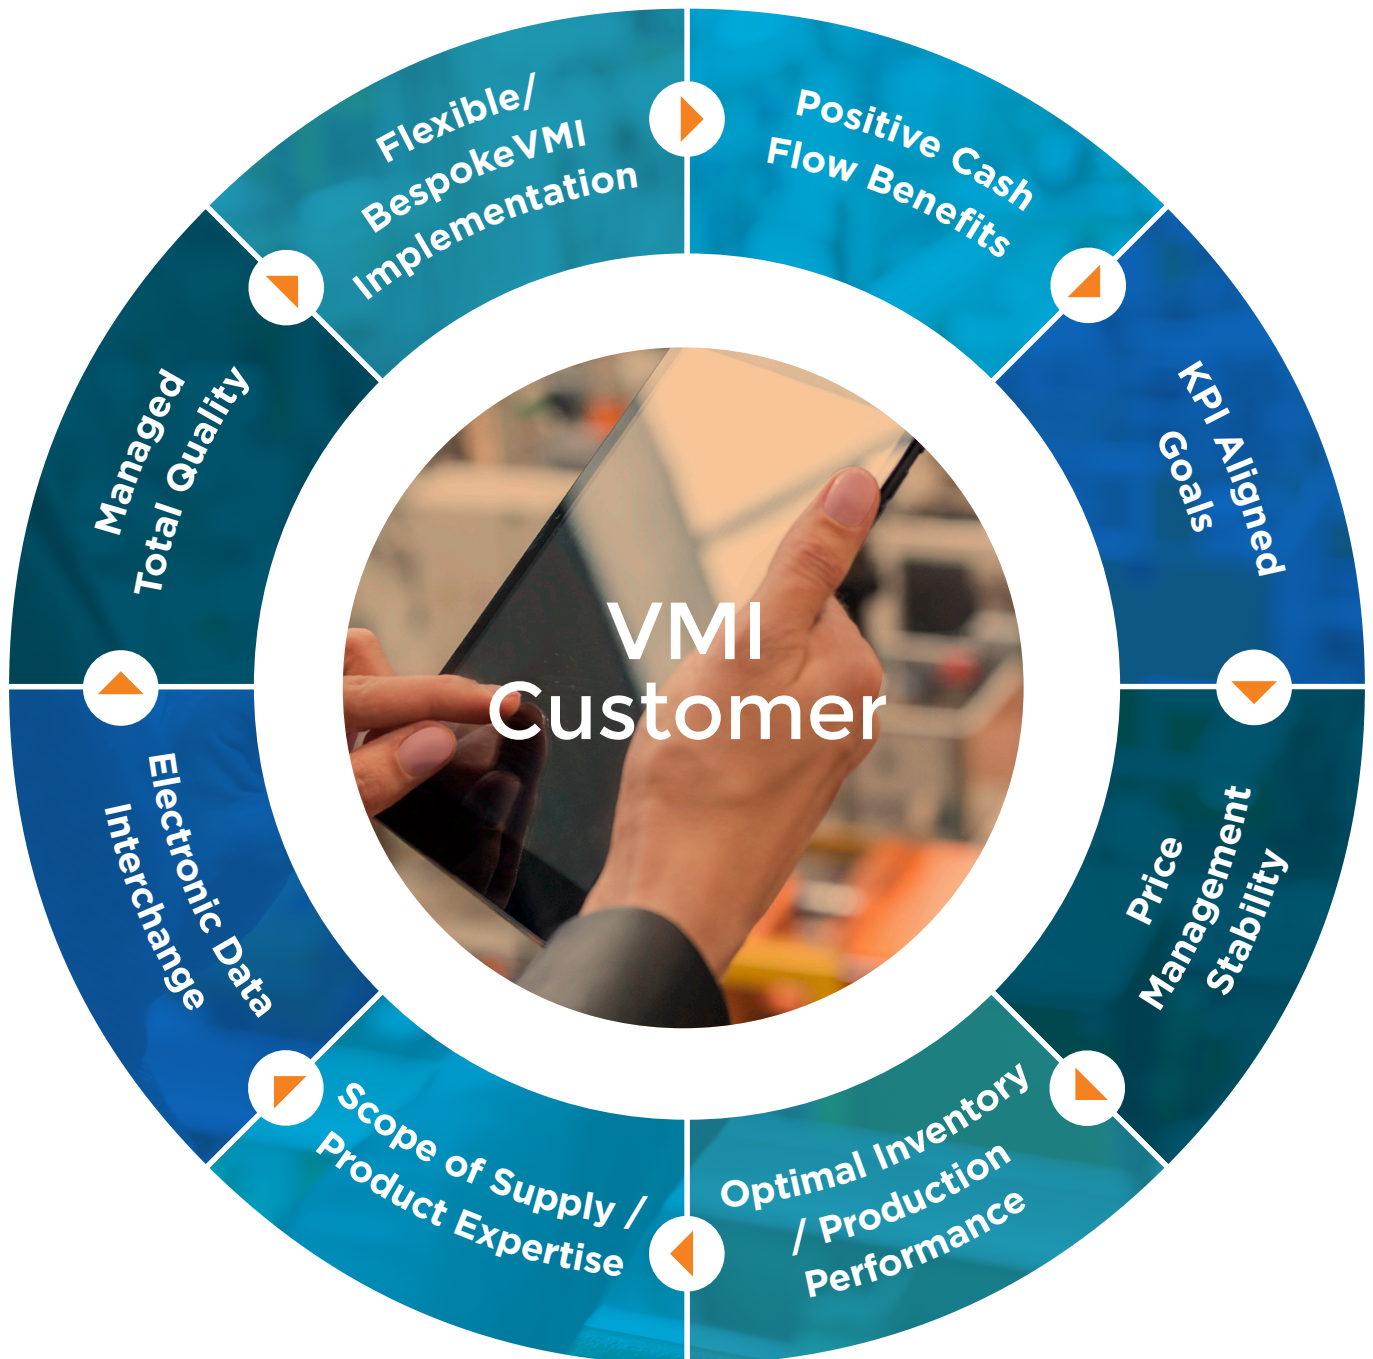 Flexible/
BespokeVMI
Implementation
Positive Cash
Flow Benefits
KPI Aligned
Goals
Price
Management
Stability
Optimal Inventory
/ Production
Performance
Scope of Supply /
Product Expertise
Electronic Data
Interchange
Managed
Total Quality
VMI
Customer